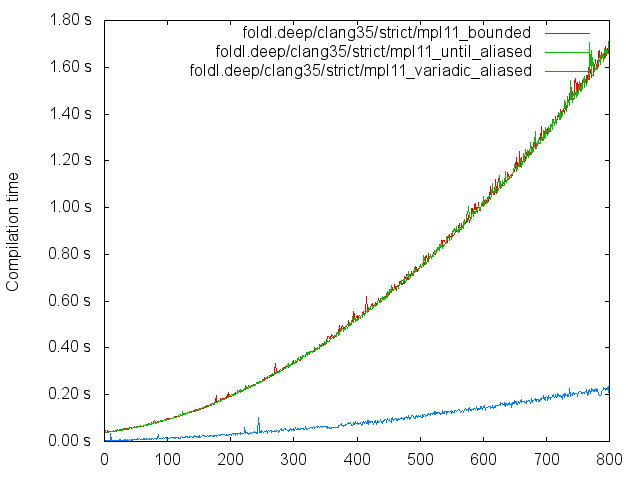 1.80 s
foldl.deep/clang35/strict/mpl11_bounded
foldl.deep/clang35/strict/mpl11_until_aliased
foldl.deep/clang35/strict/mpl11_variadic_aliased
1.60 s
1.40 s
1.20 s
1.00 s
0.80 s
0.60 s
0.40 s
0.20 s
0.00 s
Compilation time
0 100 200 300 400 500 600 700 800